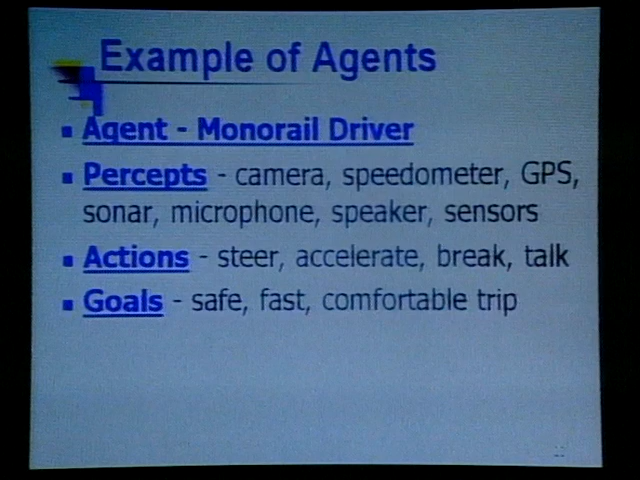 Example of Agents
Agent - Monorail Driver
Percepts - camera, speedometer, GPS,
sonar, microphone, speaker, sensors
Actions - steer, accelerate, break, talk
Goals - safe, fast, comfortable trip